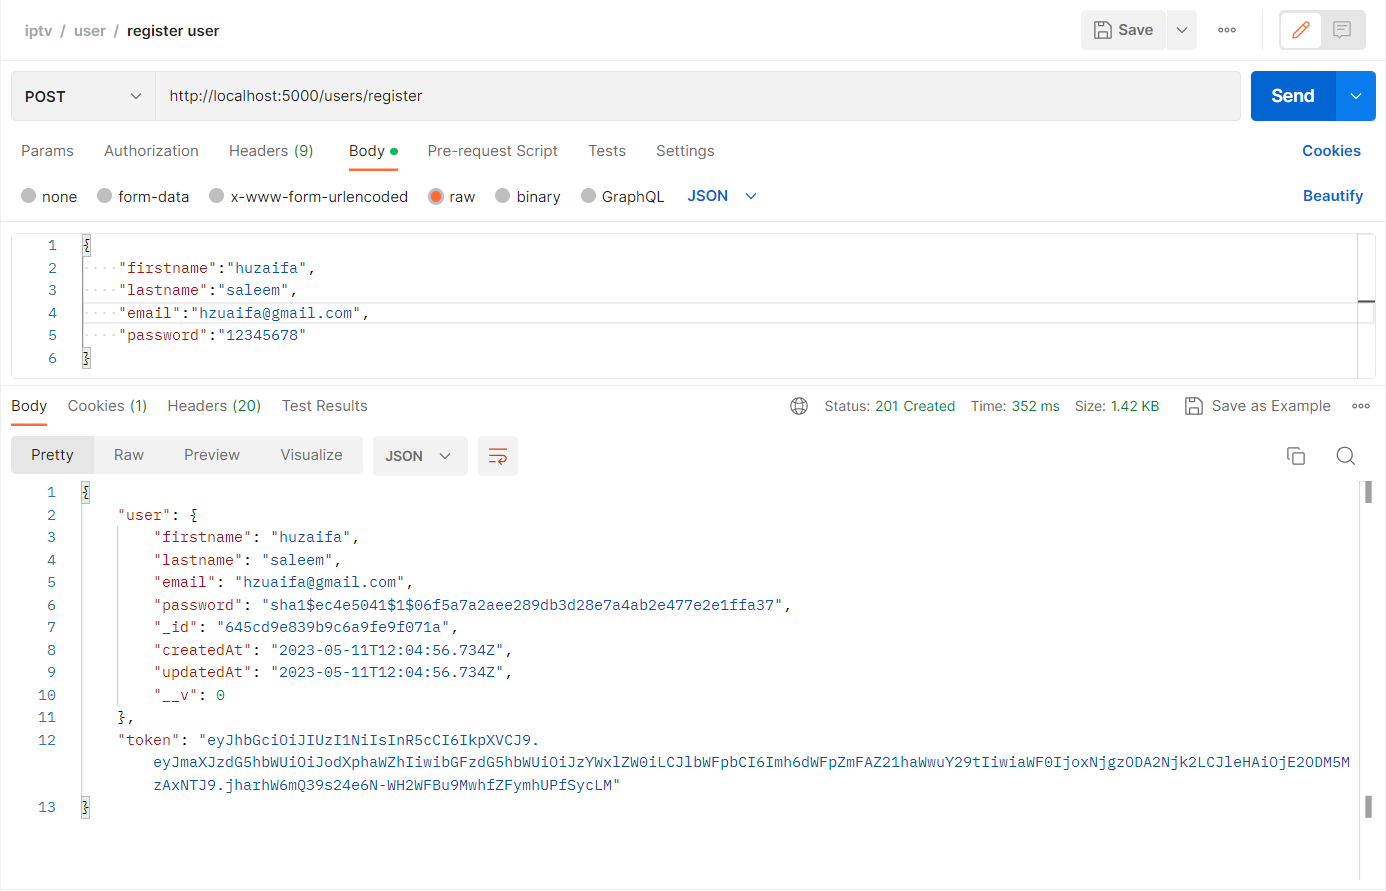 iptv / user / register user
Save
POST
http://localhost:5000/users/register
Send
Params Authorization Headers (9) Body Pre-request Script Tests Settings Cookies
none form-data x-www-form-urlencoded raw binary GraphQL JSON Beautify
1 {
2 "firstname":"huzaifa",
3 "lastname":"saleem",
4 "email":"hzuaifa@gmail.com",
5 "password":"12345678"
6 }
Body Cookies (1) Headers (20) Test Results Status: 201 Created Time: 352 ms Size: 1.42 KB Save as Example
Pretty Raw Preview Visualize JSON
1 {
2 "user": {
3 "firstname": "huzaifa",
4 "lastname": "saleem",
5 "email": "hzuaifa@gmail.com",
6 "password": "sha1$ec4e5041$1$06f5a7a2aee289db3d28e7a4ab2e477e2e1ffa37",
7 "_id": "645cd9e839b9c6a9fe9f071a",
8 "createdAt": "2023-05-11T12:04:56.734Z",
9 "updatedAt": "2023-05-11T12:04:56.734Z",
10 "__v": 0
11 },
12 "token": "eyJhbGciOiJIUzI1NiIsInR5cCI6IkpXVCJ9.
eyJmaXJzdG5hbWUiOiJodXphaWZhIiwibGFzdG5hbWUiOiJzYWxlZW0iLCJlbWFpbCI6Imh6dWFpZmFAZ21haWwuY29tIiwiaWF0IjoxNjgzODA2Njk2LCJleHAiOjE2ODM5M
zAxNTJ9.jharhW6mQ39s24e6N-WH2WFBu9MwhfZFymhUPfSycLM"
13 }